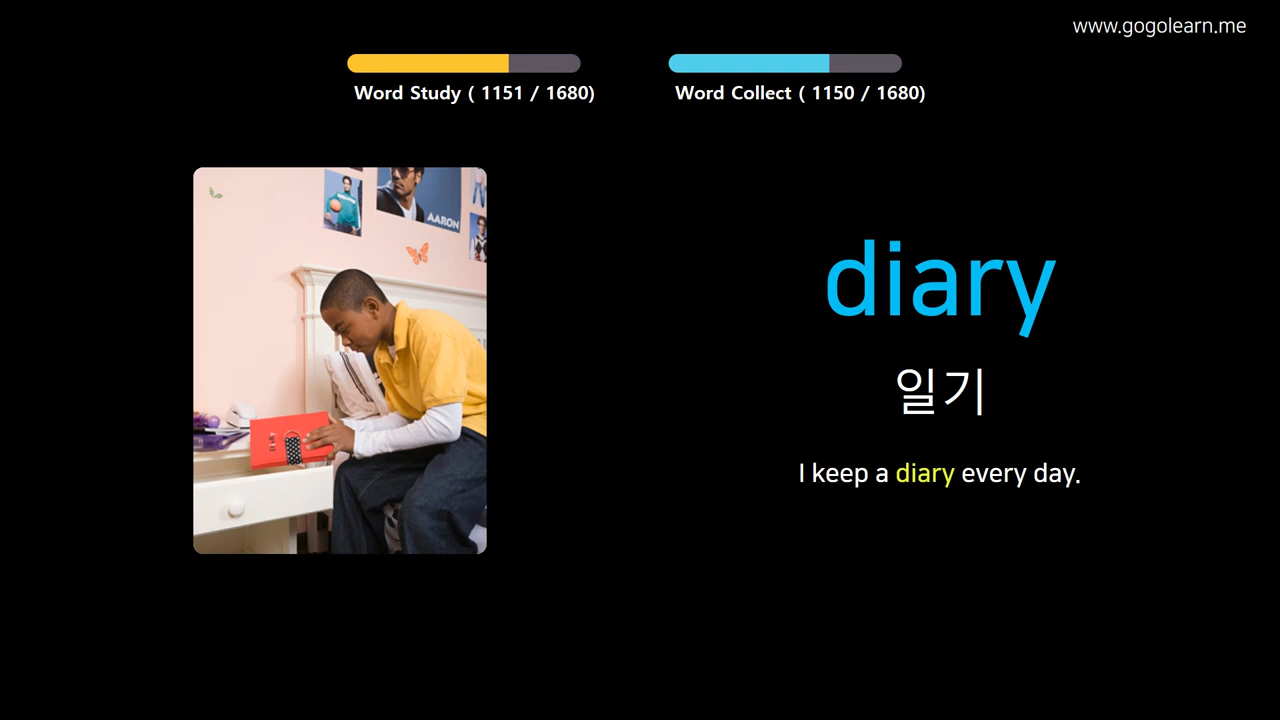 www.gogolearn.me
Word Study ( 1151 / 1680)
Word Collect ( 1150 / 1680)
AARON
diary
일기
I keep a diary every day.